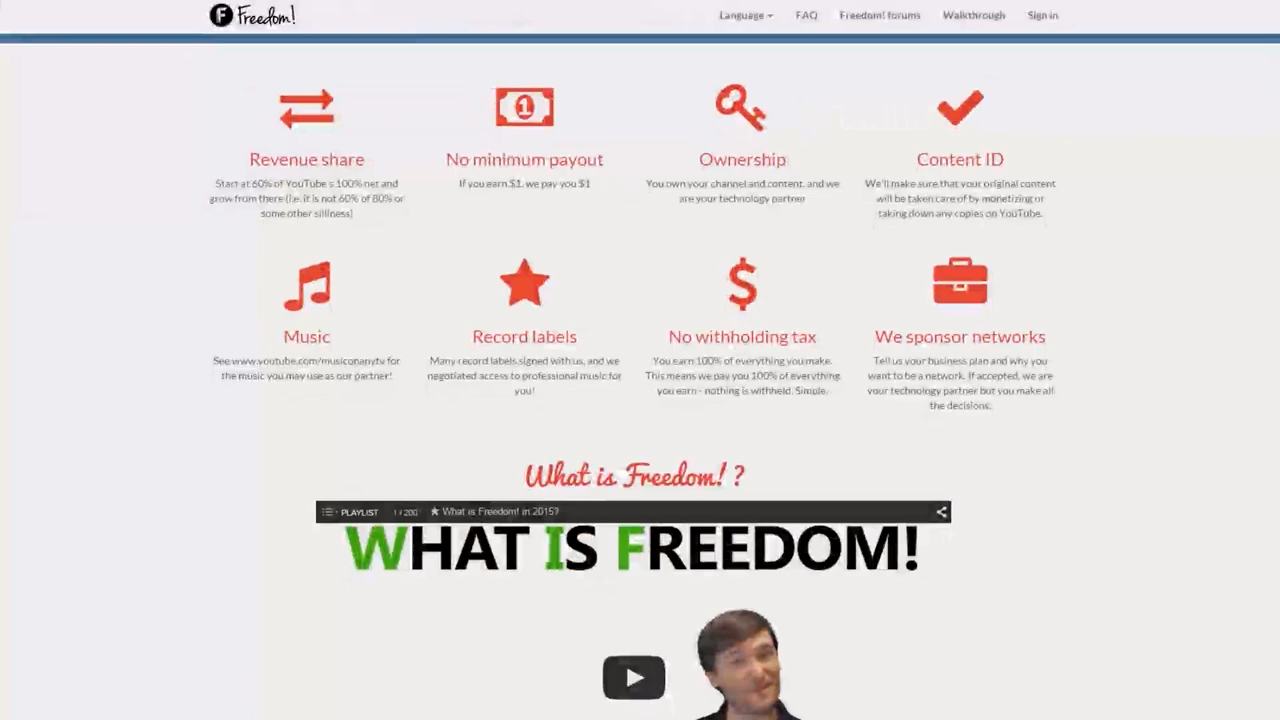 Freedom!
Language FAQ Freedom! forums Walkthrough Sign in
Revenue share
Start at 60% of YouTube's 100% net and
grow from there (i.e. it is not 60% of 80% or
some other silliness)
No minimum payout
If you earn $1, we pay you $1
Ownership
You own your channel and content, and we
are your technology partner
Content ID
We'll make sure that your original content
will be taken care of by monetizing or
taking down any copies on YouTube.
Music
See www.youtube.com/musiconanytv for
the music you may use as our partner!
Record labels
Many record labels signed with us, and we
negotiated access to professional music for
you!
No withholding tax
You earn 100% of everything you make.
This means we pay you 100% of everything
you earn - nothing is withheld. Simple.
We sponsor networks
Tell us your business plan and why you
want to be a network. If accepted, we are
your technology partner but you make all
the decisions.
What is Freedom! ?
PLAYLIST 1 / 200 ★ What is Freedom! in 2015?
WHAT IS FREEDOM!